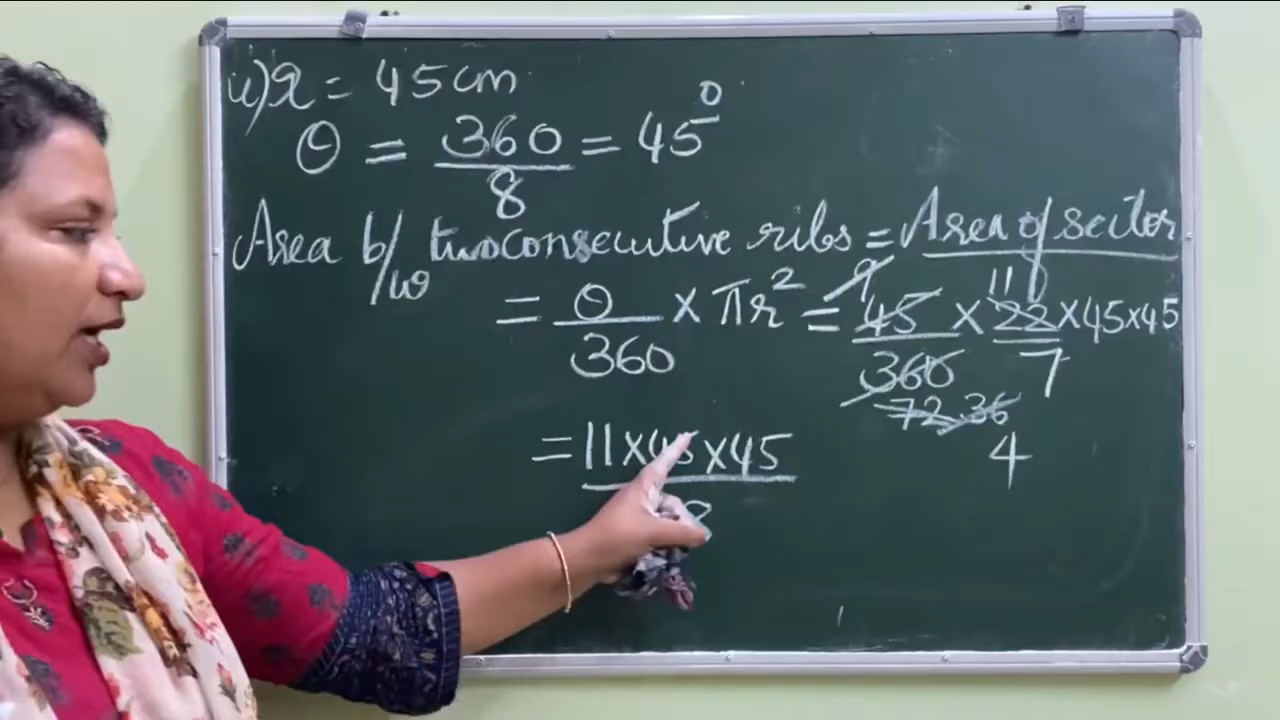 ii) r = 45 cm
θ = 360/8 = 45°
Area b/w two consecutive ribs = Area of sector
= θ/360 × πr² = 45/360 × 22/7 × 45×45
9 11
72 36
4
= 11×45×45
8